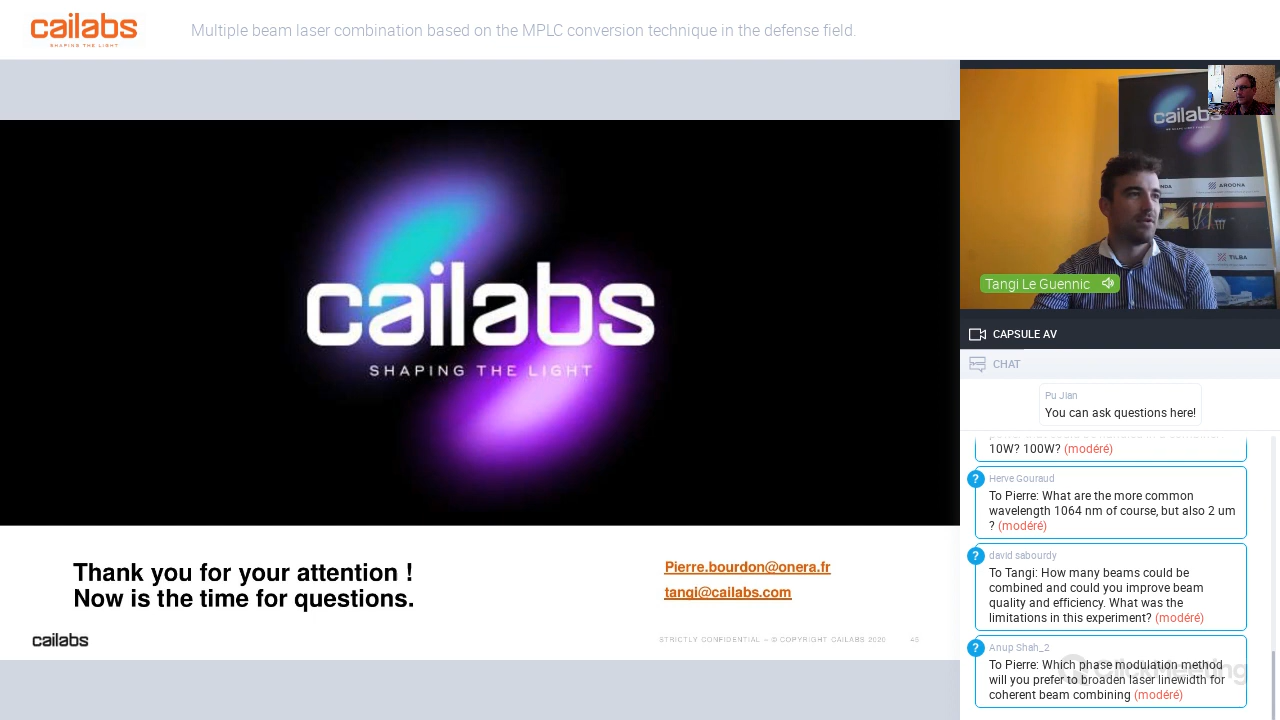 cailabs
SHAPING THE LIGHT
Multiple beam laser combination based on the MPLC conversion technique in the defense field.
cailabs
SHAPING THE LIGHT
Thank you for your attention !
Now is the time for questions.
Pierre.bourdon@onera.fr
tangi@cailabs.com
cailabs
STRICTLY CONFIDENTIAL – © COPYRIGHT CAILABS 2020
45
cailabs
AROONA
TILBA
Tangi Le Guennic
CAPSULE AV
CHAT
Pu Jian
You can ask questions here!
10W? 100W? (modéré)
Herve Gouraud
To Pierre: What are the more common
wavelength 1064 nm of course, but also 2 um
? (modéré)
david sabourdy
To Tangi: How many beams could be
combined and could you improve beam
quality and efficiency. What was the
limitations in this experiment? (modéré)
Anup Shah_2
To Pierre: Which phase modulation method
will you prefer to broaden laser linewidth for
coherent beam combining (modéré)